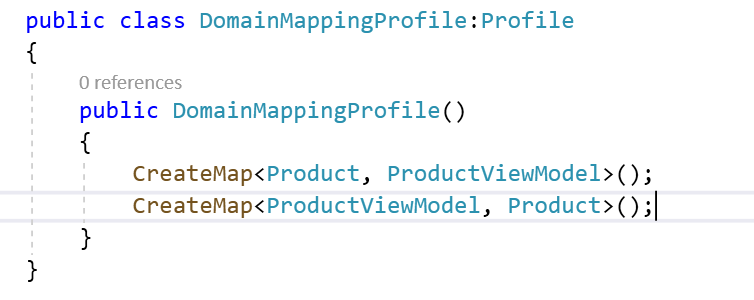 public class DomainMappingProfile:Profile
{
0 references
public DomainMappingProfile()
{
CreateMap<Product, ProductViewModel>();
CreateMap<ProductViewModel, Product>();
}
}